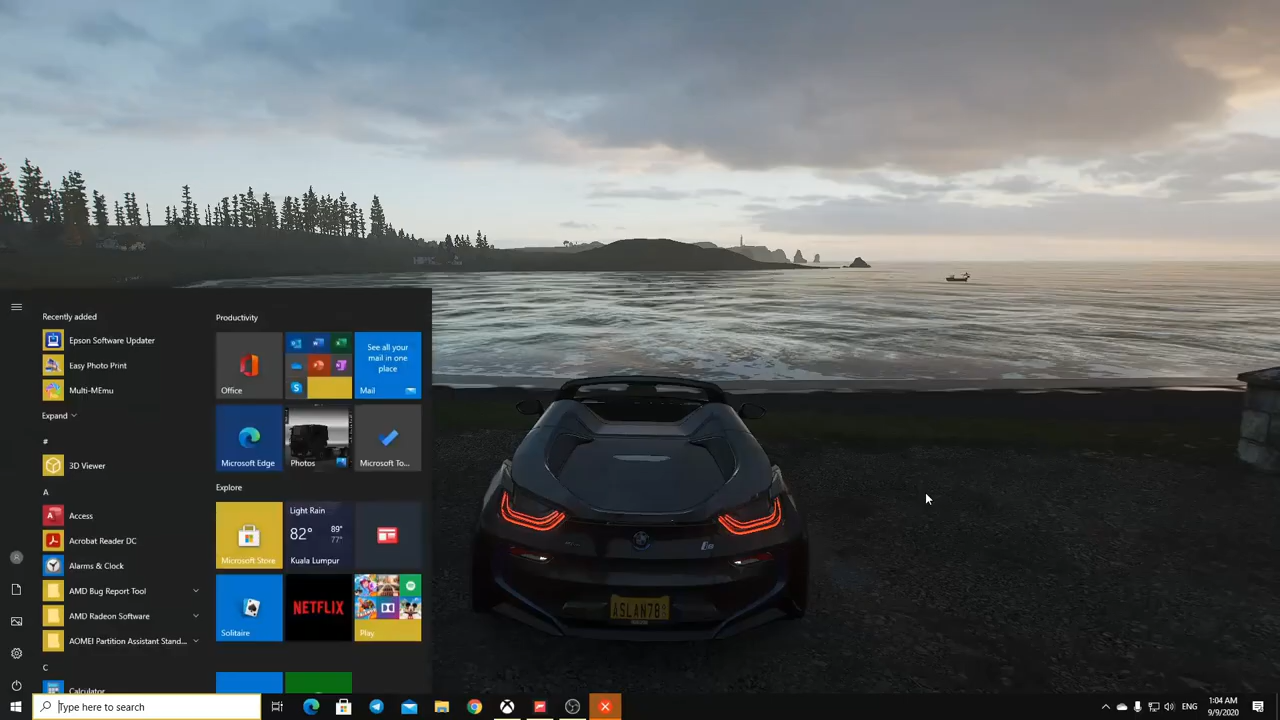 Recently added
Epson Software Updater
Easy Photo Print
Multi-MEmu
Expand
#
3D Viewer
A
Access
Acrobat Reader DC
Alarms & Clock
AMD Bug Report Tool
AMD Radeon Software
AOMEI Partition Assistant Stand...
C
Calculator
Productivity
Office
See all your
mail in one
place
Mail
Microsoft Edge
Photos
Microsoft To...
Explore
Microsoft Store
Light Rain
82° 89°
77°
Kuala Lumpur
Solitaire
NETFLIX
Play
ASLAN78
i8
Type here to search
ENG
1:04 AM
9/9/2020